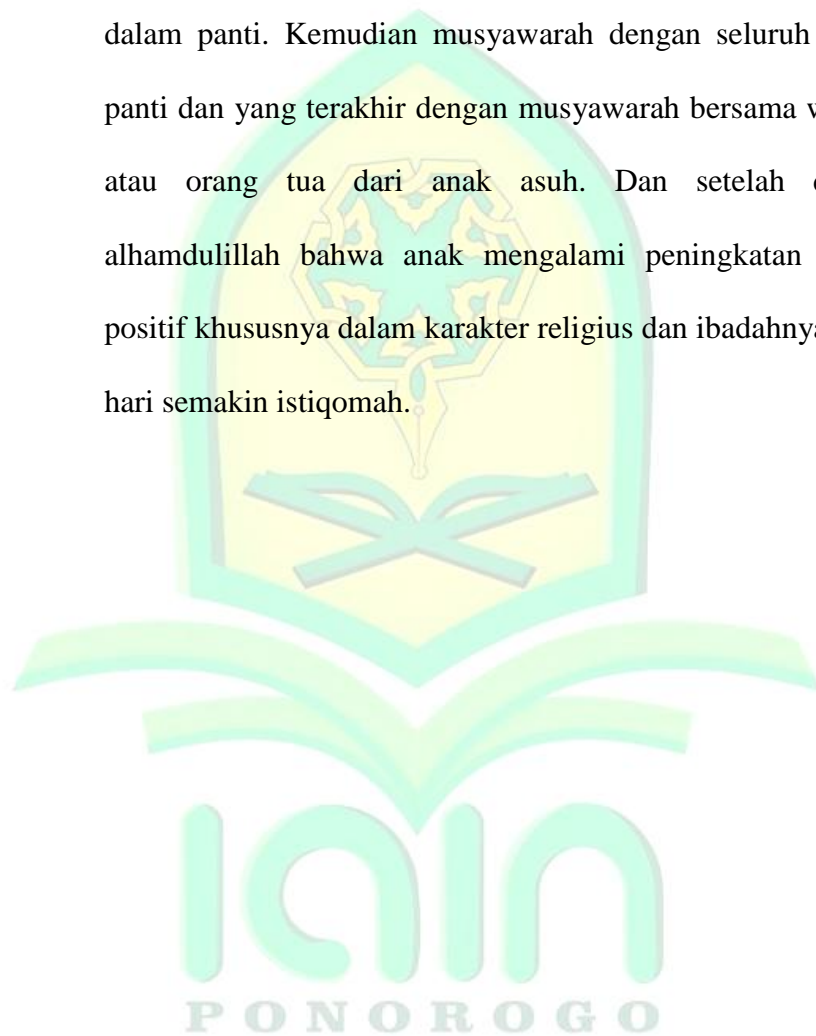 dalam panti. Kemudian musyawarah dengan seluruh
panti dan yang terakhir dengan musyawarah bersama
atau orang tua dari anak asuh. Dan setelah
alhamdulillah bahwa anak mengalami peningkatan
positif khususnya dalam karakter religius dan ibadahnya
hari semakin istiqomah.
iain
PONOROGO